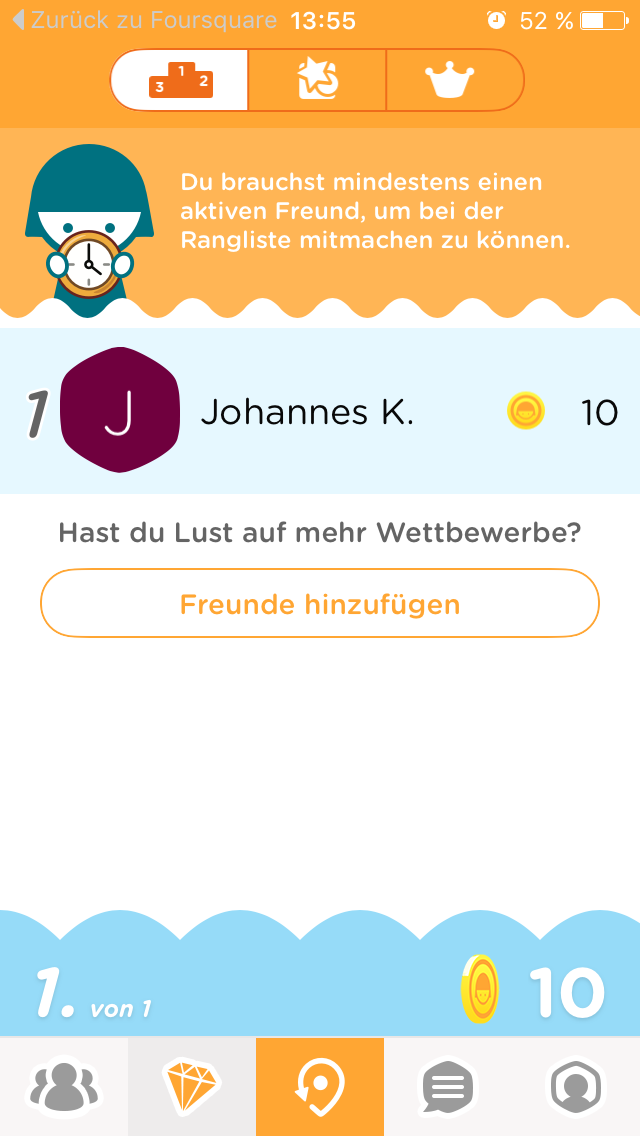 Zurück zu Foursquare 13:55 52 %
1
3 2
Du brauchst mindestens einen
aktiven Freund, um bei der
Rangliste mitmachen zu können.
1 J Johannes K. 10
Hast du Lust auf mehr Wettbewerbe?
Freunde hinzufügen
1. von 1 10